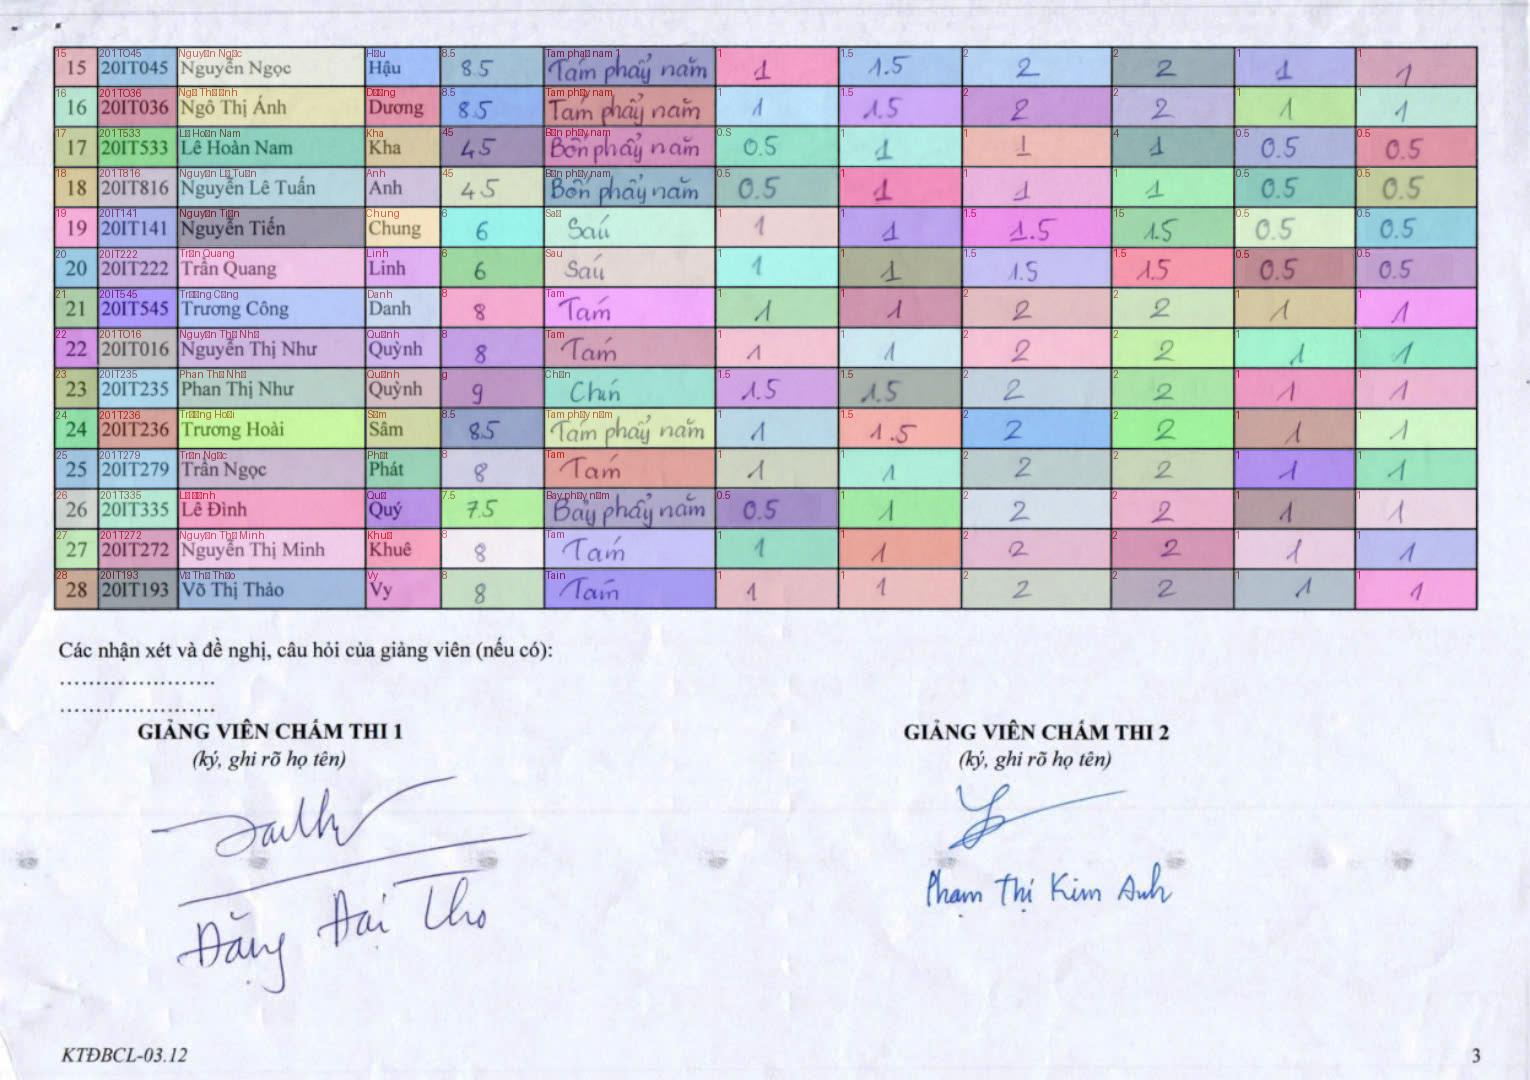 15 20IT045 Nguyễn Ngọc Hậu 8.5 Tám phẩy năm 1 1.5 2 2 1 1
16 20IT036 Ngô Thị Ánh Dương 8.5 Tám phẩy năm 1 1.5 2 2 1 1
17 20IT533 Lê Hoàn Nam Kha 4.5 Bốn phẩy năm 0.5 1 1 1 0.5 0.5
18 20IT816 Nguyễn Lê Tuấn Anh 4.5 Bốn phẩy năm 0.5 1 1 1 0.5 0.5
19 20IT141 Nguyễn Tiến Chung 6 Sáu 1 1 1.5 1.5 0.5 0.5
20 20IT222 Trần Quang Linh 6 Sáu 1 1 1.5 1.5 0.5 0.5
21 20IT545 Trương Công Danh 8 Tám 1 1 2 2 1 1
22 20IT016 Nguyễn Thị Như Quỳnh 8 Tám 1 1 2 2 1 1
23 20IT235 Phan Thị Như Quỳnh 9 Chín 1.5 1.5 2 2 1 1
24 20IT236 Trương Hoài Sâm 8.5 Tám phẩy năm 1 1.5 2 2 1 1
25 20IT279 Trần Ngọc Phát 8 Tám 1 1 2 2 1 1
26 20IT335 Lê Đình Quý 7.5 Bảy phẩy năm 0.5 1 2 2 1 1
27 20IT272 Nguyễn Thị Minh Khuê 8 Tám 1 1 2 2 1 1
28 20IT193 Võ Thị Thảo Vy 8 Tám 1 1 2 2 1 1
Các nhận xét và đề nghị, câu hỏi của giảng viên (nếu có):
......................
......................
GIẢNG VIÊN CHẤM THI 1 GIẢNG VIÊN CHẤM THI 2
(ký, ghi rõ họ tên) (ký, ghi rõ họ tên)
Đặng Đại Thọ Phạm Thị Kim Anh
KTĐBCL-03.12 3